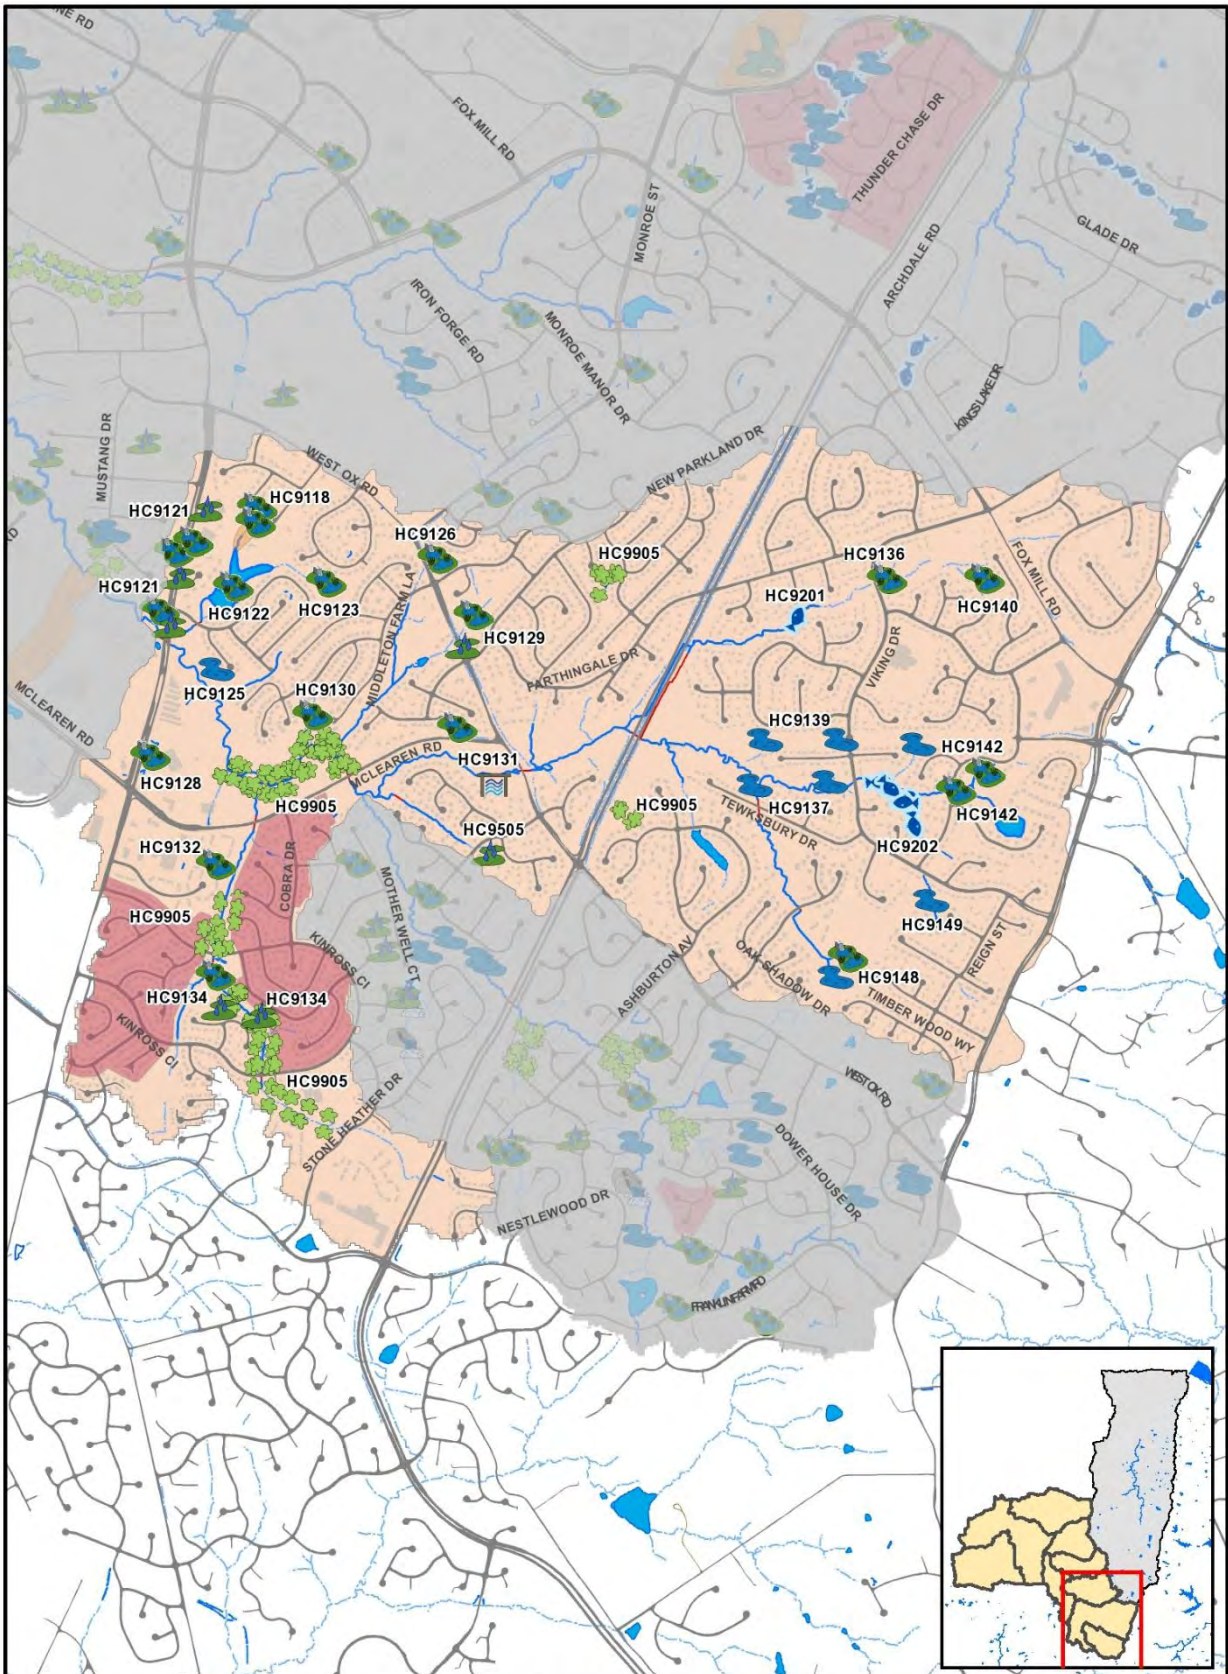 NE RD
FOX MILL RD
THUNDER CHASE DR
MONROE ST
GLADE DR
ARCHDALE RD
IRON FORGE RD
MONROE MANOR DR
KINGS LAKE DR
MUSTANG DR
WEST OX RD
NEW PARKLAND DR
HC9118
HC9121
RD
HC9126
HC9905
HC9136
FOX MILL RD
HC9121
HC9122
HC9123
HC9201
HC9140
MIDDLETON FARM LA
HC9129
VIKING DR
FARTHINGALE DR
HC9125
HC9130
MCLEAREN RD
HC9139
HC9142
MCLEAREN RD
HC9131
HC9128
HC9905
HC9905
HC9137
HC9142
TEWKSBURY DR
HC9202
HC9505
HC9132
COBRA DR
MOTHER WELL CT
HC9905
HC9149
KINROSS CI
REIGN ST
ASHBURTON AV
OAK SHADOW DR
HC9148
HC9134
HC9134
TIMBER WOOD WY
KINROSS CI
HC9905
STONE HEATHER DR
WEST OX RD
DOWER HOUSE DR
NESTLEWOOD DR
FRANKLIN FARM RD